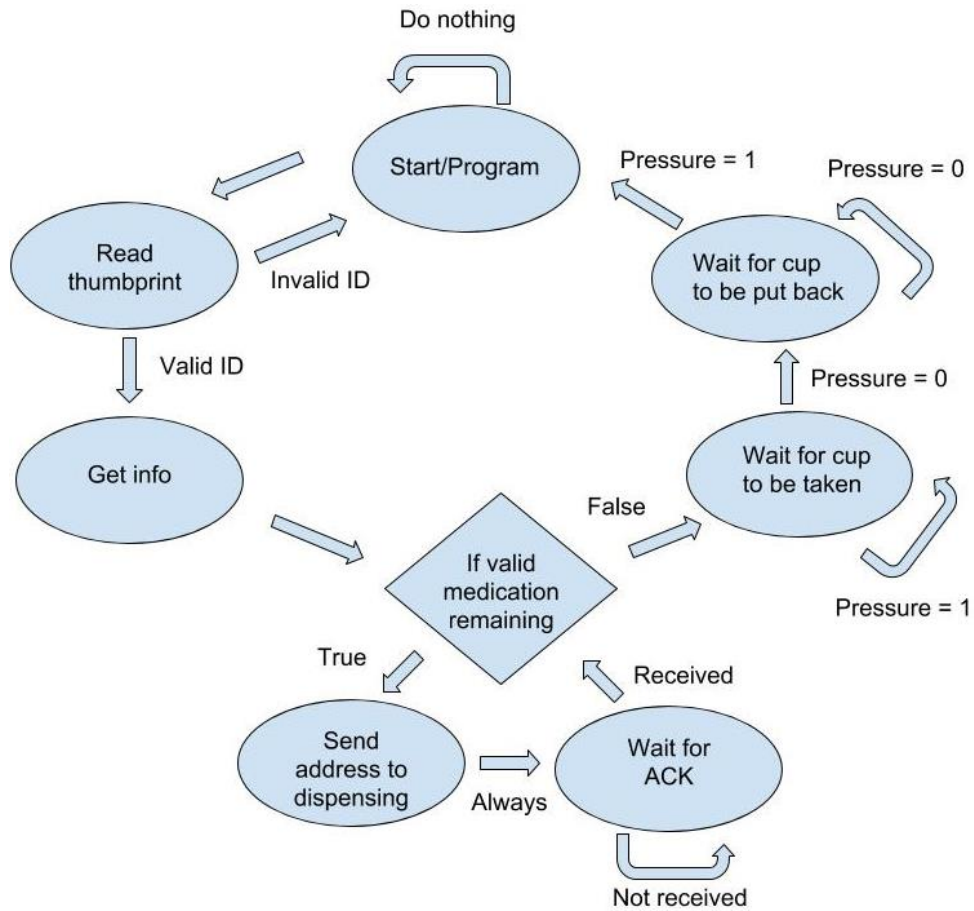 Do nothing
Start/Program
Pressure = 1
Pressure = 0
Read
thumbprint
Invalid ID
Wait for cup
to be put back
Valid ID
Pressure = 0
Get info
Wait for cup
to be taken
False
If valid
medication
remaining
Pressure = 1
True
Received
Send
address to
dispensing
Always
Wait for
ACK
Not received